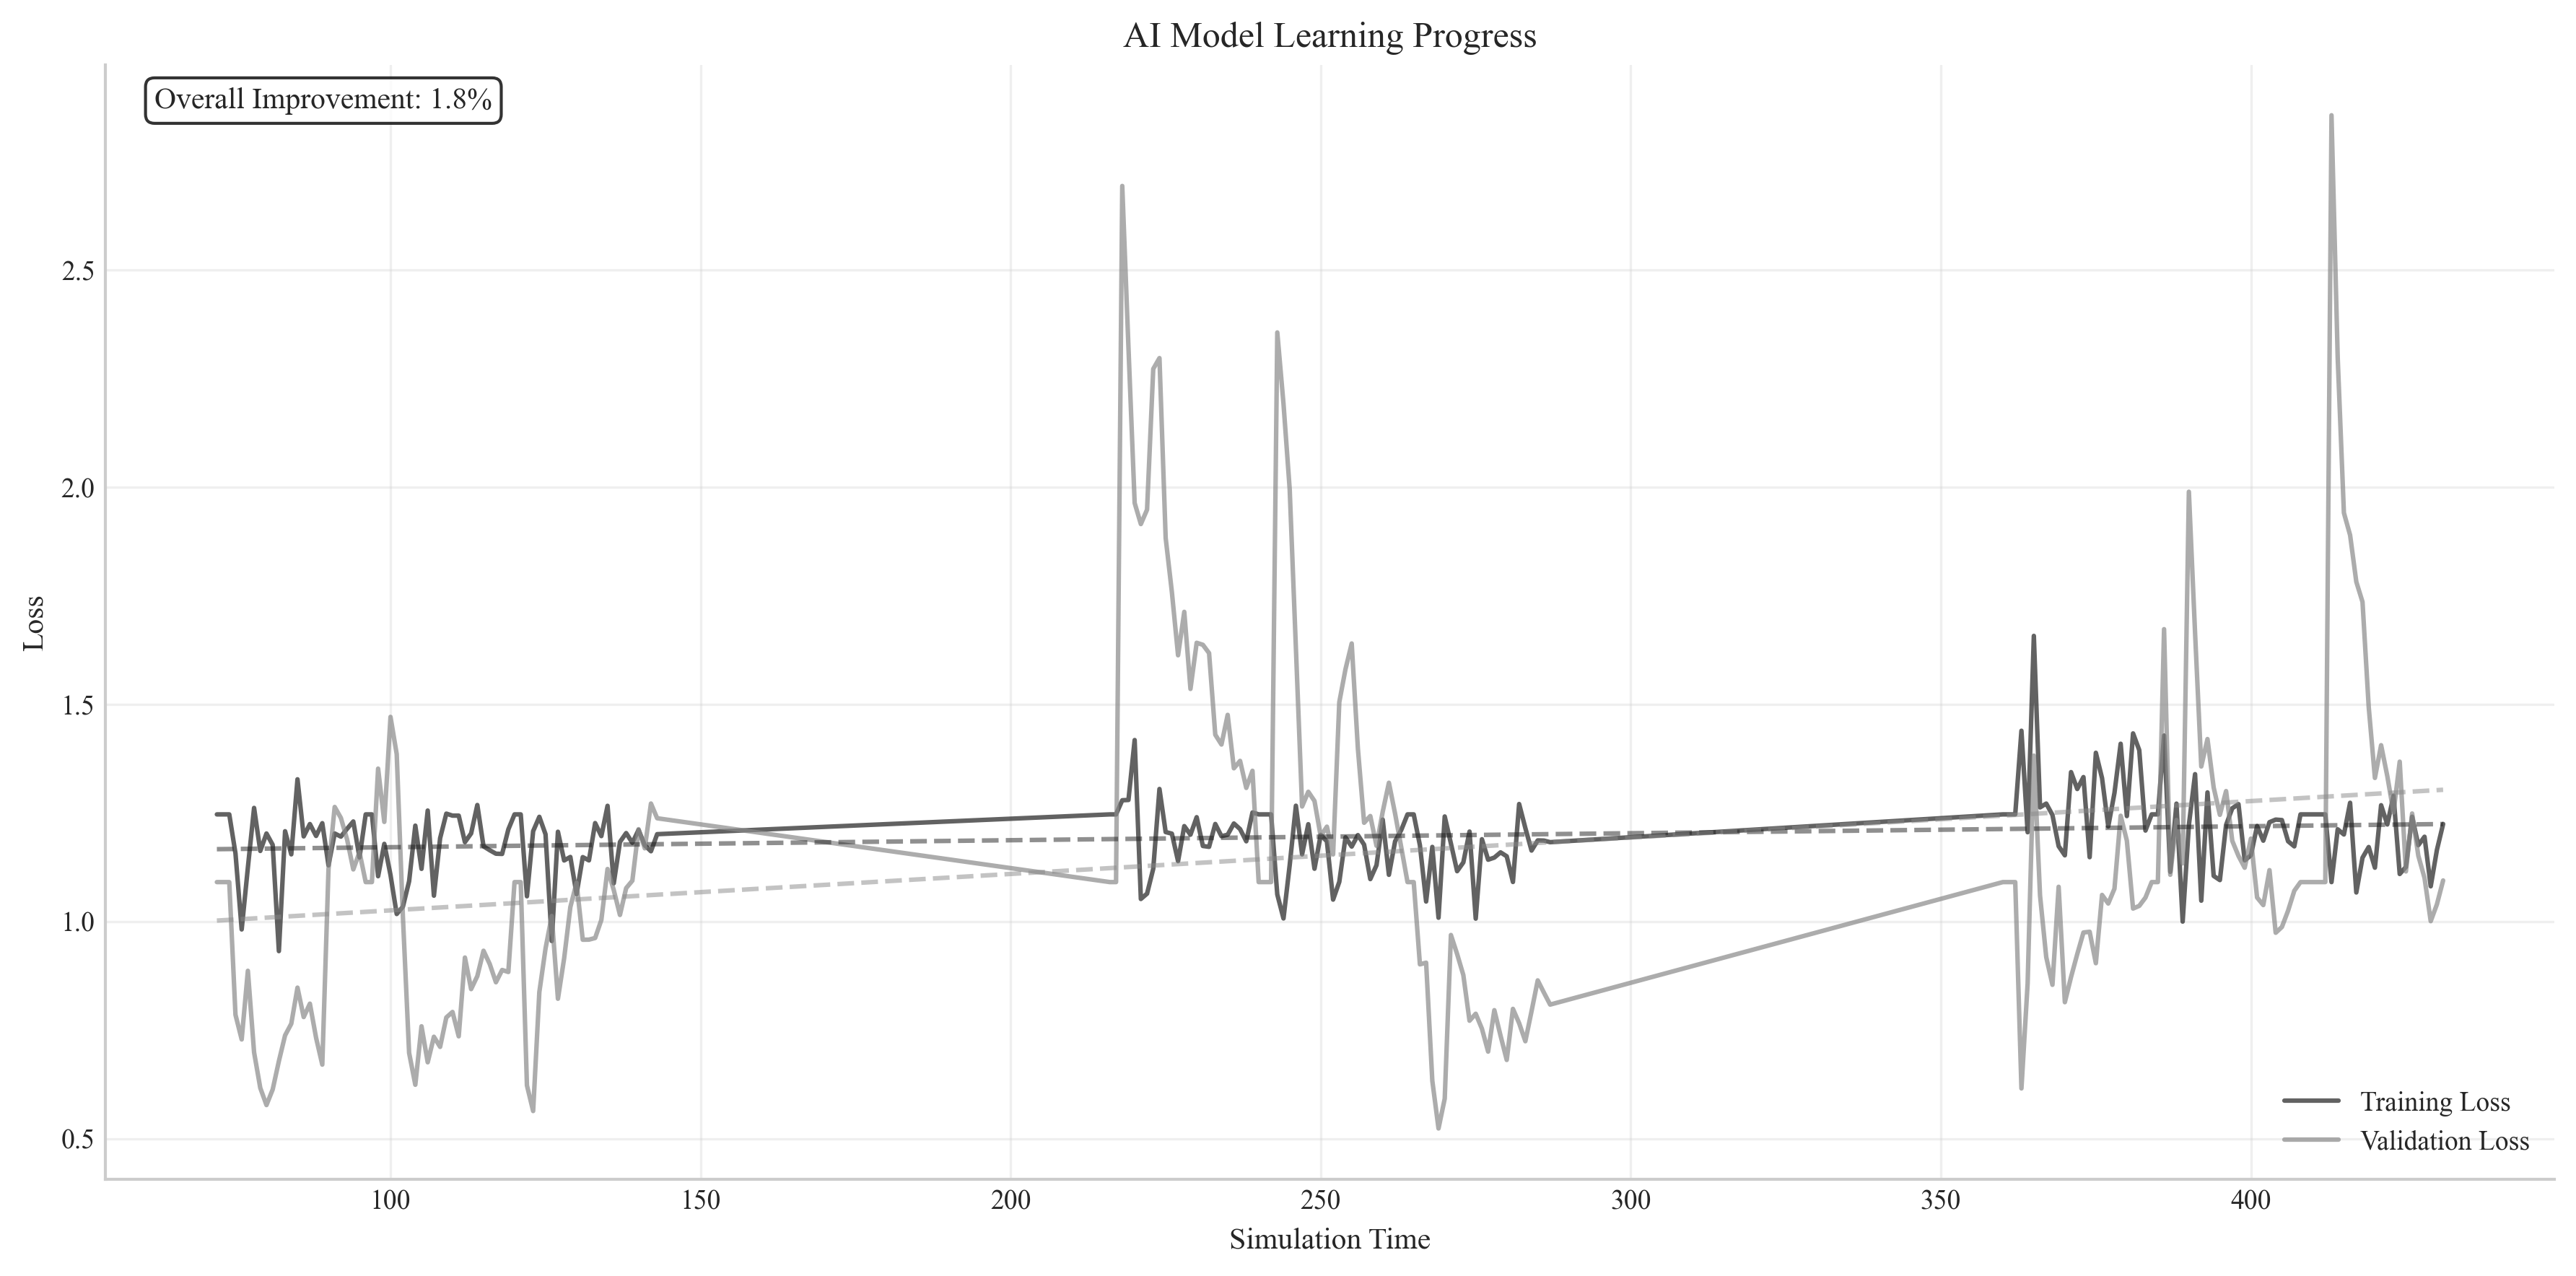 AI Model Learning Progress
Overall Improvement: 1.8%
Loss
2.5
2.0
1.5
1.0
0.5
100 150 200 250 300 350 400
Simulation Time
Training Loss
Validation Loss